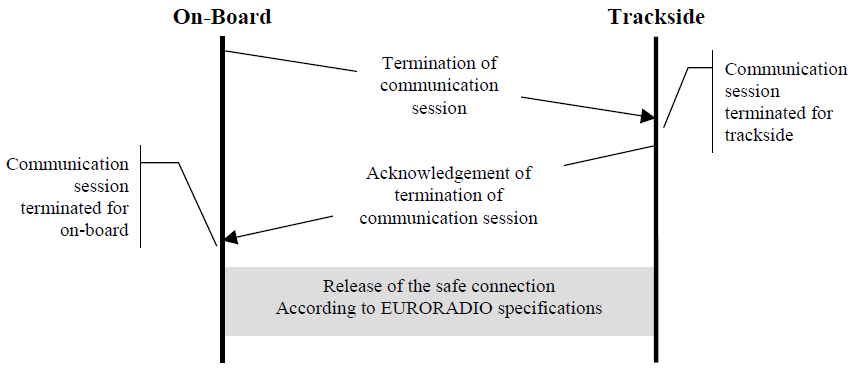 On-Board
Trackside
Termination of
communication
session
Communication
session
terminated for
trackside
Communication
session
terminated for
on-board
Acknowledgement of
termination of
communication session
Release of the safe connection
According to EURORADIO specifications